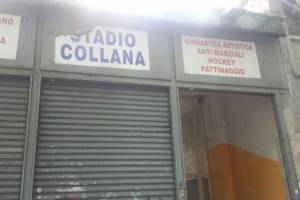 STADIO
COLLANA
GINNASTICA ARTISTICA
ARTI MARZIALI
HOCKEY
PATTINAGGIO